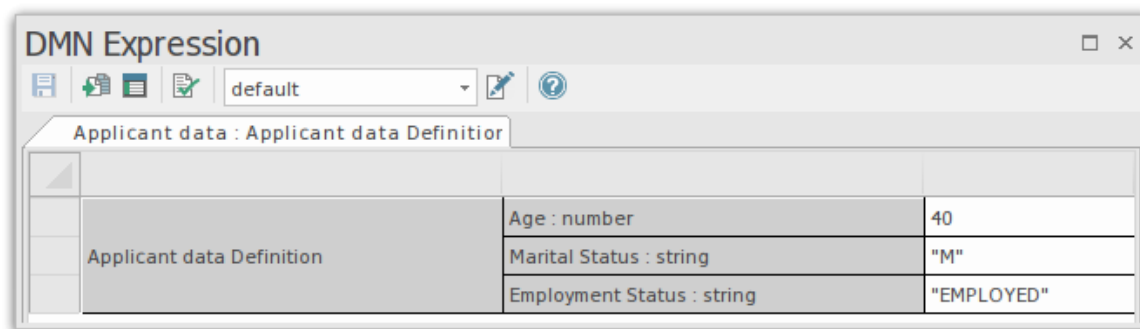 DMN Expression
default
Applicant data : Applicant data Definition
Age : number 40
Applicant data Definition Marital Status : string "M"
Employment Status : string "EMPLOYED"